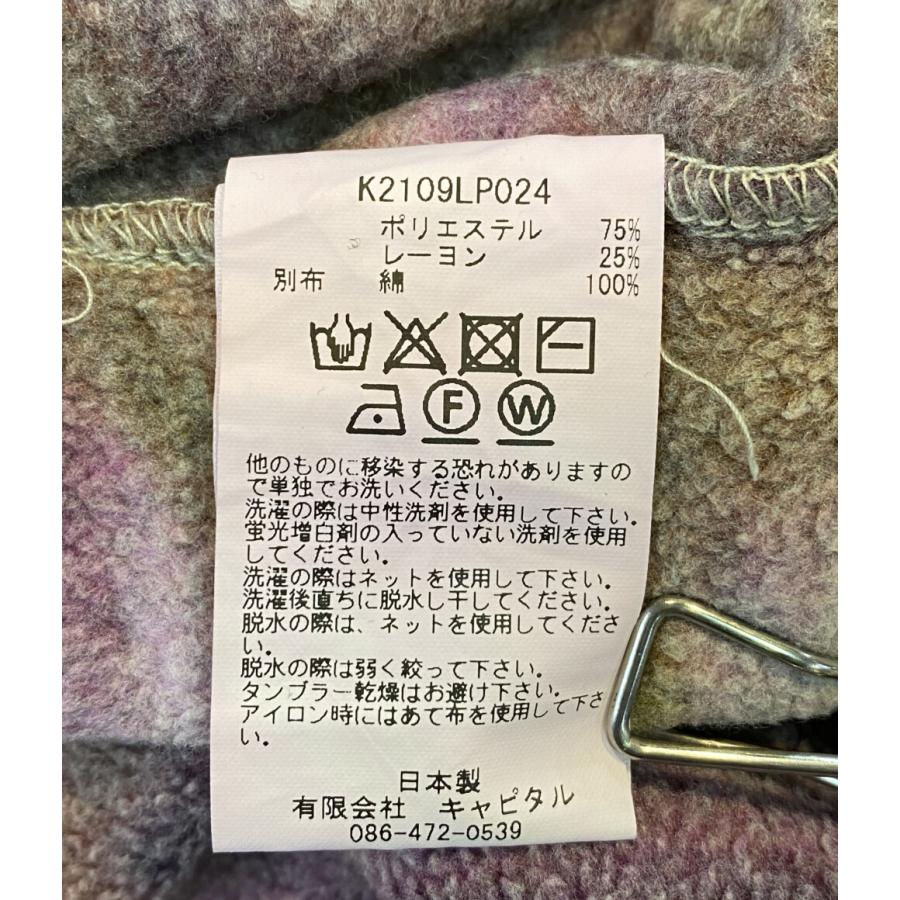 K2109LP024
ポリエステル 75%
レーヨン 25%
別布 綿 100%
F W
他のものに移染する恐れがありますの
で単独でお洗いください。
洗濯の際は中性洗剤を使用して下さい。
蛍光増白剤の入っていない洗剤を使用
してください。
洗濯の際はネットを使用して下さい。
洗濯後直ちに脱水し干してください。
脱水の際は、ネットを使用してくださ
い。
脱水の際は弱く絞って下さい。
タンブラー乾燥はお避け下さい。
アイロン時にはあて布を使用して下さ
い。
日本製
有限会社 キャピタル
086-472-0539